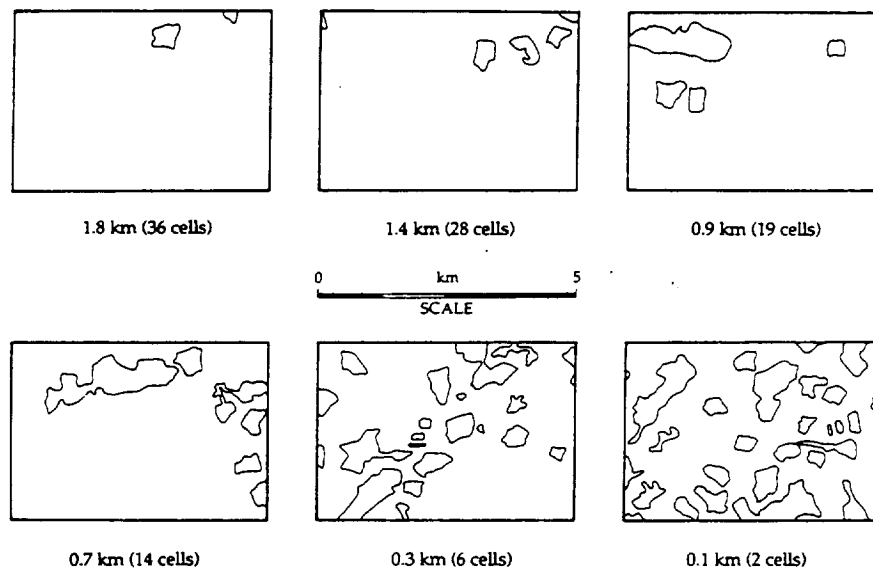 1.8 km (36 cells)
1.4 km (28 cells)
0.9 km (19 cells)
0 km 5
SCALE
0.7 km (14 cells)
0.3 km (6 cells)
0.1 km (2 cells)